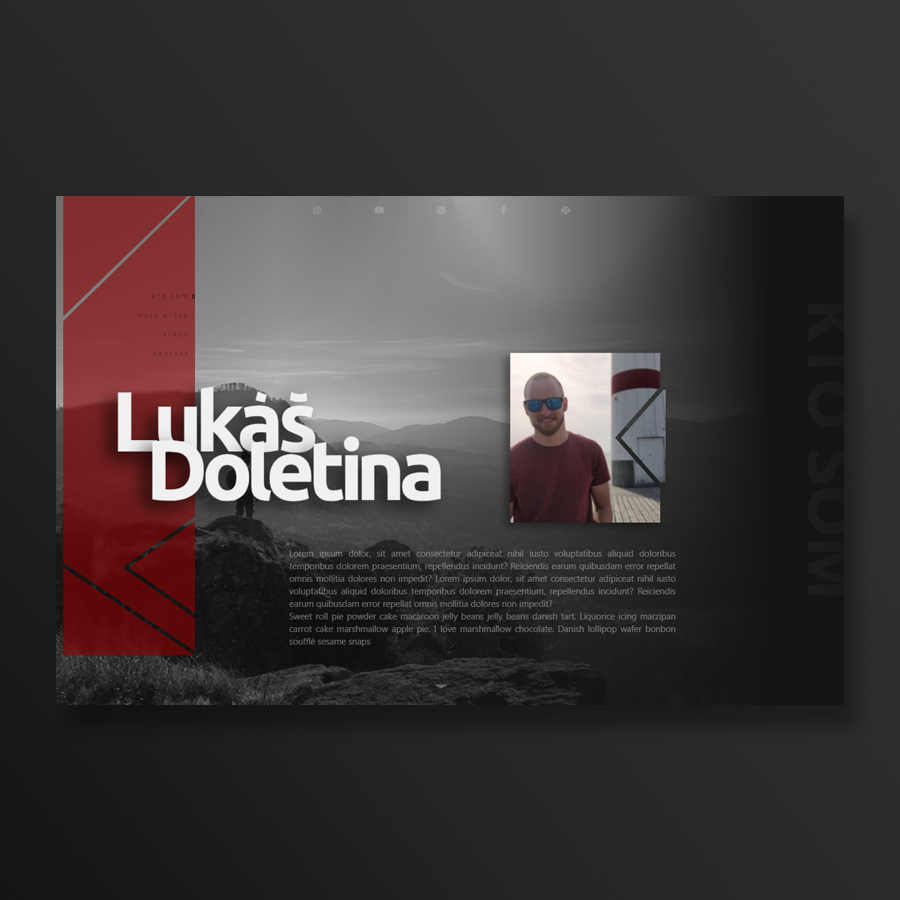 kto som
moje práce
video
kontakt
Lukáš
Doletina
KTO SOM
Lorem ipsum dolor, sit amet consectetur adipiceat nihil iusto voluptatibus aliquid doloribus
temporibus dolorem praesentium, repellendus incidunt? Reiciendis earum quibusdam error repellat
omnis mollitia dolores non impedit? Lorem ipsum dolor, sit amet consectetur adipiceat nihil iusto
voluptatibus aliquid doloribus temporibus dolorem praesentium, repellendus incidunt? Reiciendis
earum quibusdam error repellat omnis mollitia dolores non impedit?
Sweet roll pie powder cake macaroon jelly beans jelly beans danish tart. Liquorice icing marzipan
carrot cake marshmallow apple pie. I love marshmallow chocolate. Danish lollipop wafer bonbon
soufflé sesame snaps